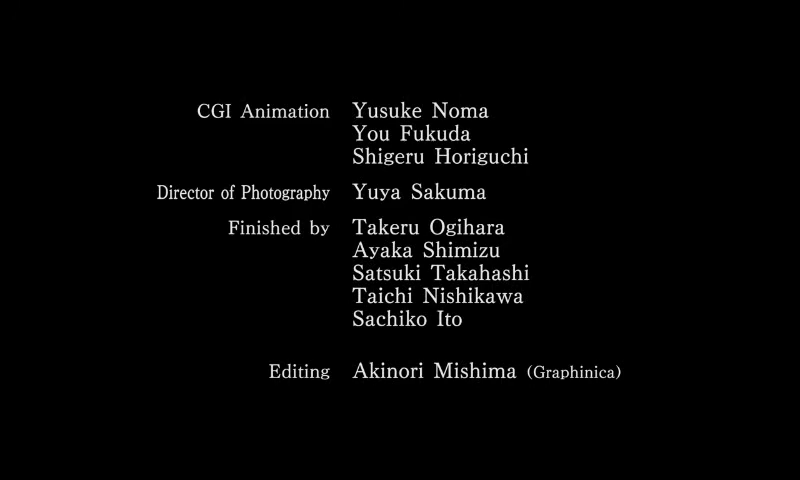 CGI Animation Yusuke Noma
You Fukuda
Shigeru Horiguchi
Director of Photography Yuya Sakuma
Finished by Takeru Ogihara
Ayaka Shimizu
Satsuki Takahashi
Taichi Nishikawa
Sachiko Ito
Editing Akinori Mishima (Graphinica)